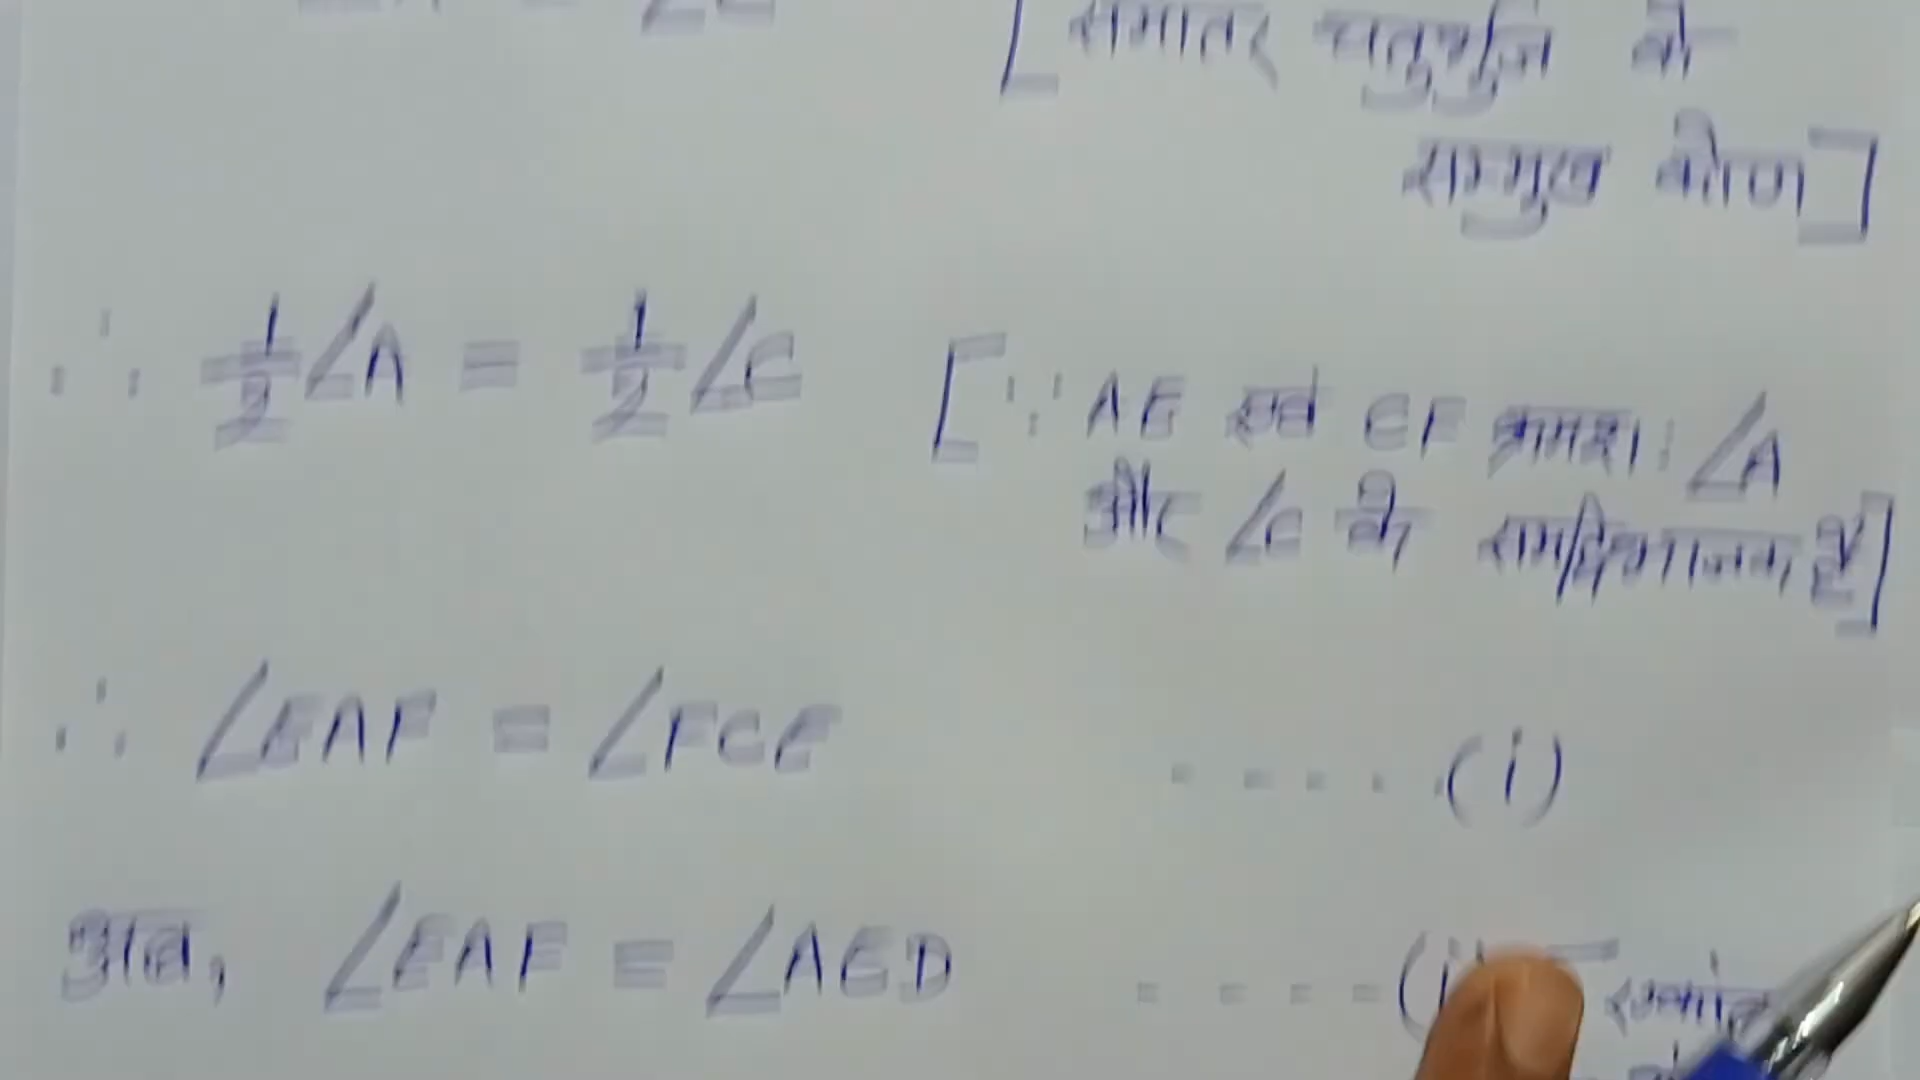 ∠A = ∠C [समांतर चतुर्भुज के
सम्मुख कोण]
∴ 1/2 ∠A = 1/2 ∠C [∵ AE एवं CF क्रमशः ∠A
और ∠C के समद्विभाजक हैं]
∴ ∠EAF = ∠FCE ....(i)
अब, ∠EAF = ∠AED ....